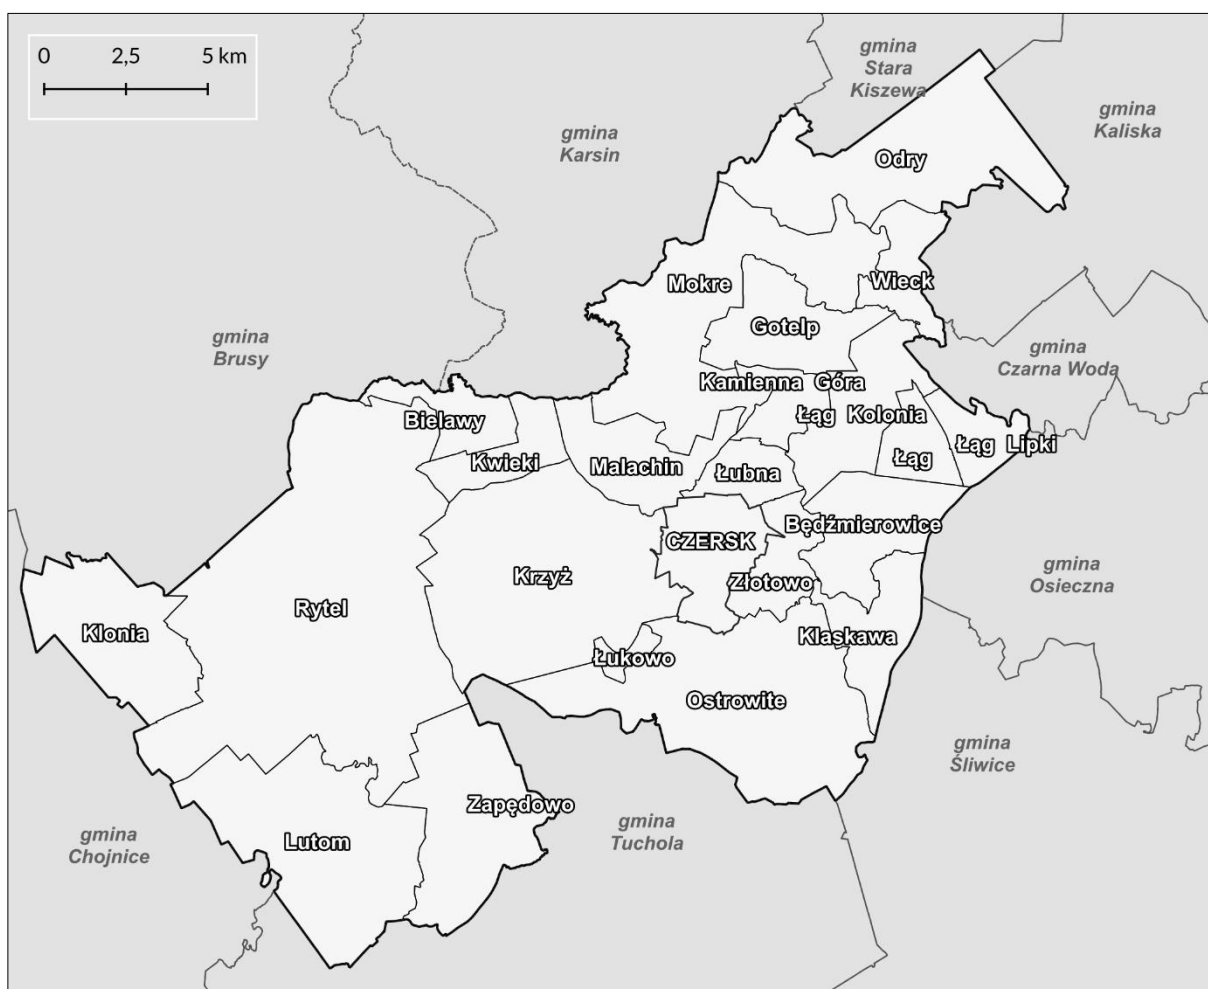 0 2,5 5 km
gmina
Stara
Kiszewa
gmina
Kaliska
gmina
Karsin
Odry
Mokre
Wieck
Gotelp
gmina
Brusy
gmina
Czarna Woda
Kamienna Góra
Bielawy
Łąg Kolonia
Kwieki
Malachin
Łubna
Łąg
Łąg Lipki
Będźmierowice
CZERSK
Krzyż
Złotowo
gmina
Osieczna
Rytel
Klonia
Klaskawa
Łukowo
Ostrowite
gmina
Śliwice
Zapędowo
gmina
Tuchola
Lutom
gmina
Chojnice